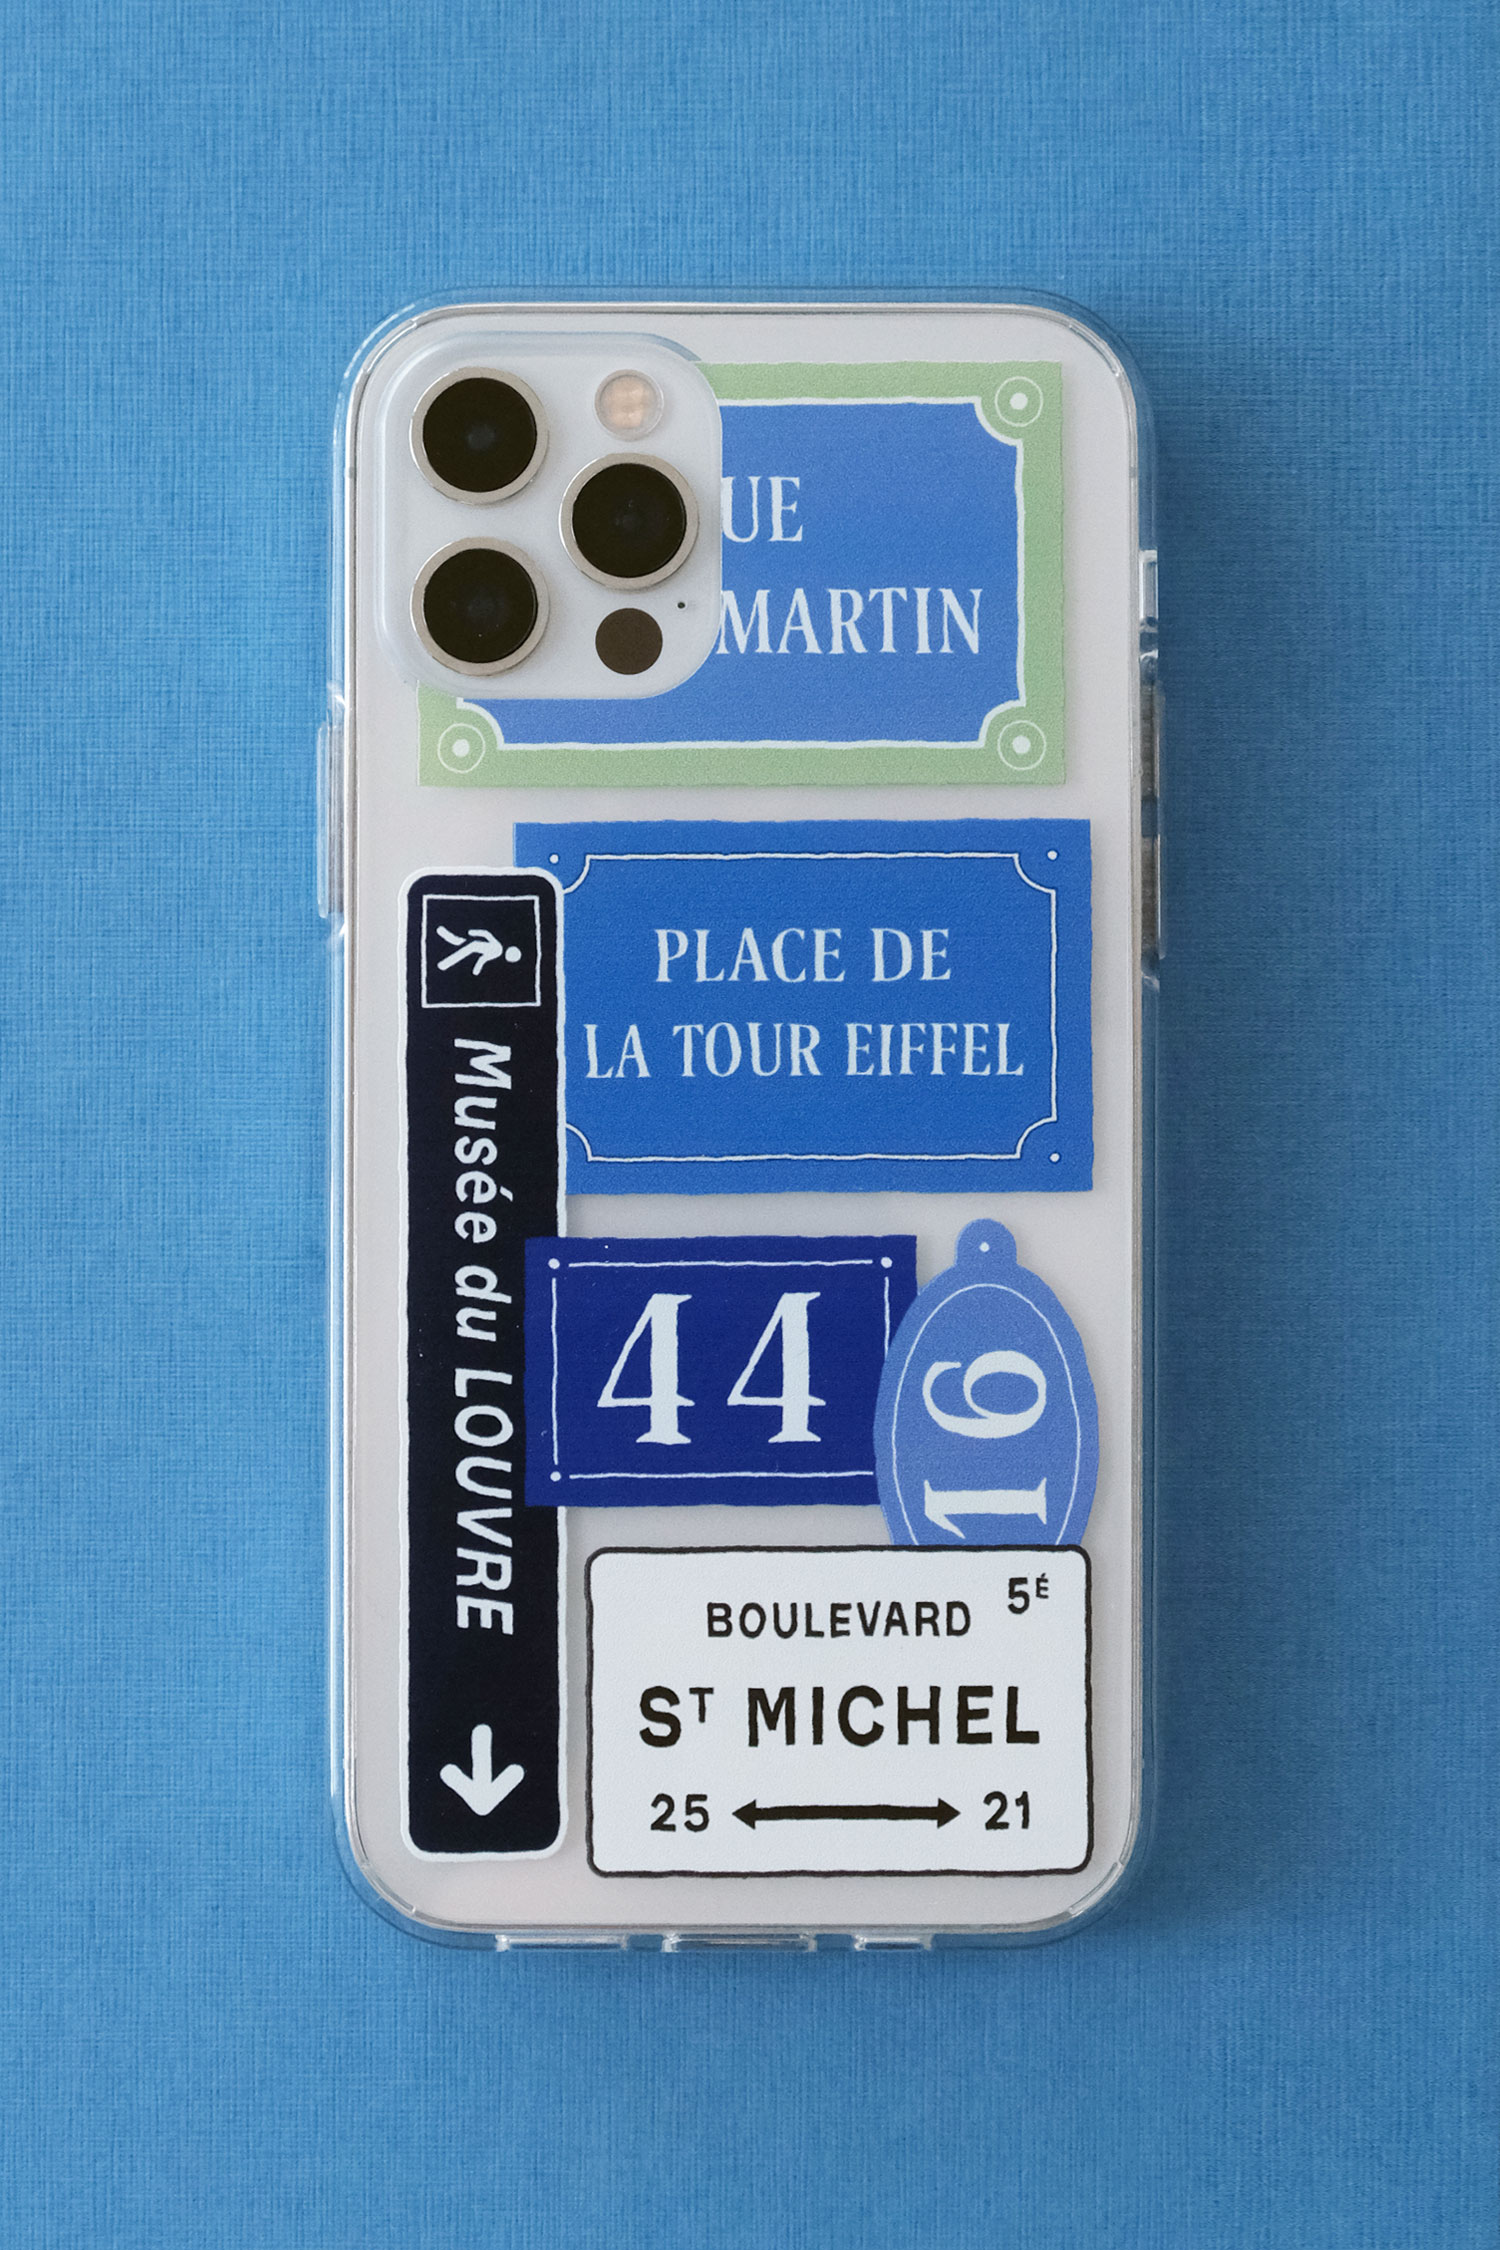 UE
MARTIN
PLACE DE
LA TOUR EIFFEL
Musée du LOUVRE
44
16
5É
BOULEVARD
ST MICHEL
25 21